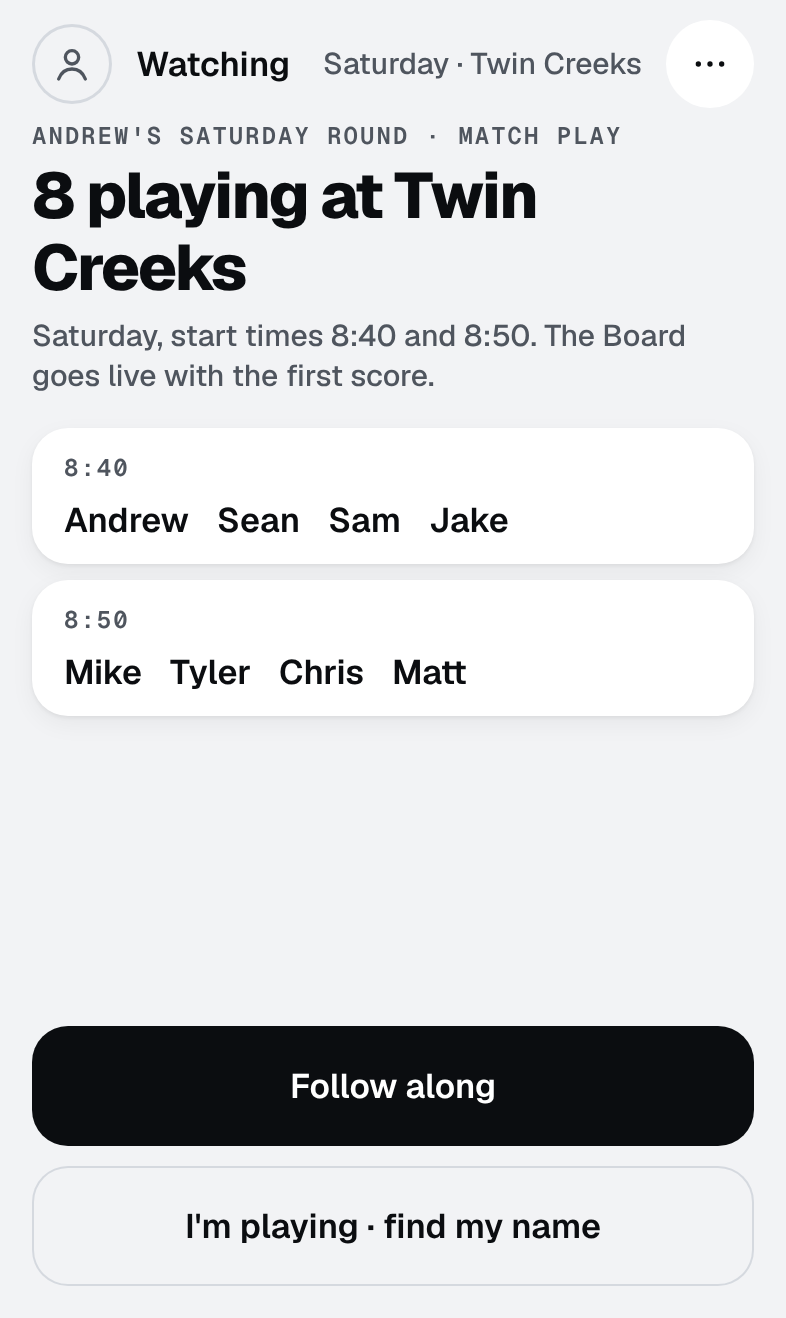 Watching Saturday · Twin Creeks
ANDREW'S SATURDAY ROUND · MATCH PLAY
8 playing at Twin
Creeks
Saturday, start times 8:40 and 8:50. The Board
goes live with the first score.
8:40
Andrew Sean Sam Jake
8:50
Mike Tyler Chris Matt
Follow along
I'm playing · find my name